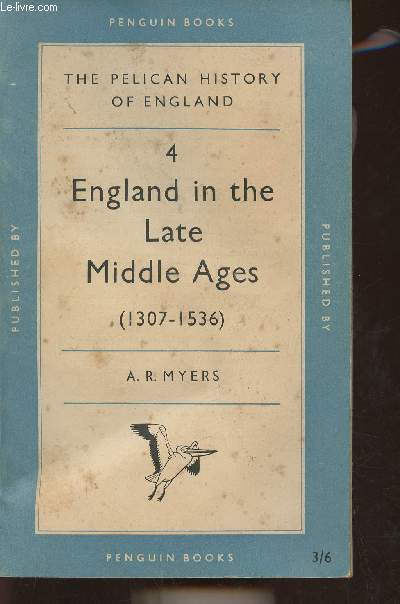 © le-livre.com
PENGUIN BOOKS
THE PELICAN HISTORY
OF ENGLAND
4
England in the
Late
Middle Ages
(1307-1536)
A. R. MYERS
PUBLISHED BY
PUBLISHED BY
PENGUIN BOOKS
3/6